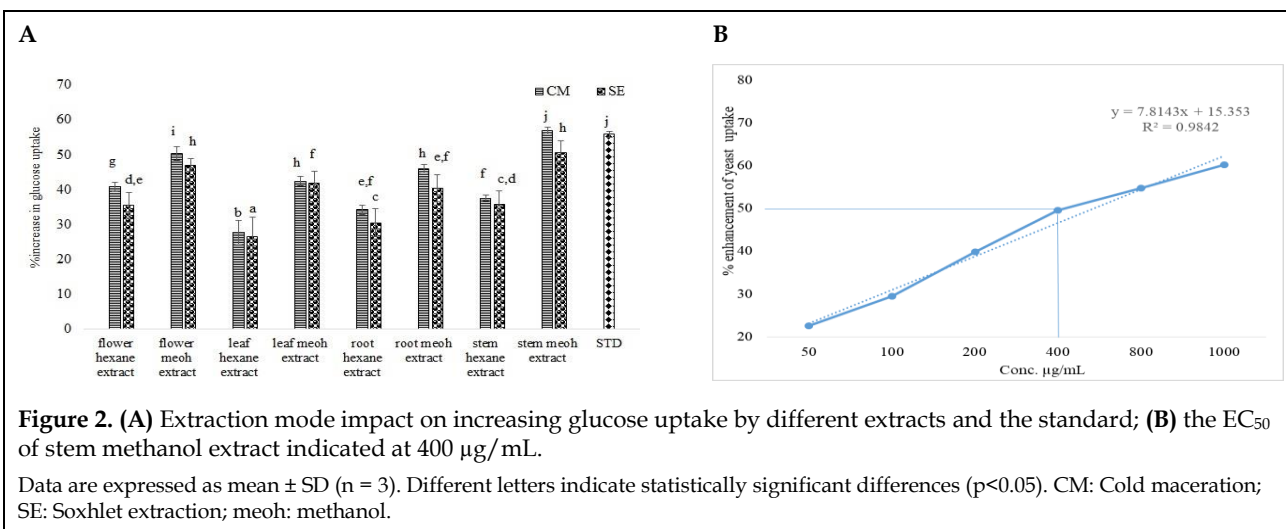 A
B
70
60
50
40
30
20
10
0
%increase in glucose uptake
CM SE
g
d,e
i
h
b
a
h
f
e,f
c
h
e,f
f
c,d
j
h
j
flower hexane extract
flower meoh extract
leaf hexane extract
leaf meoh extract
root hexane extract
root meoh extract
stem hexane extract
stem meoh extract
STD
80
70
60
50
40
30
20
% enhancement of yeast uptake
y = 7.8143x + 15.353
R² = 0.9842
50 100 200 400 800 1000
Conc. µg/mL
Figure 2. (A) Extraction mode impact on increasing glucose uptake by different extracts and the standard; (B) the EC₅₀
of stem methanol extract indicated at 400 µg/mL.
Data are expressed as mean ± SD (n = 3). Different letters indicate statistically significant differences (p<0.05). CM: Cold maceration;
SE: Soxhlet extraction; meoh: methanol.